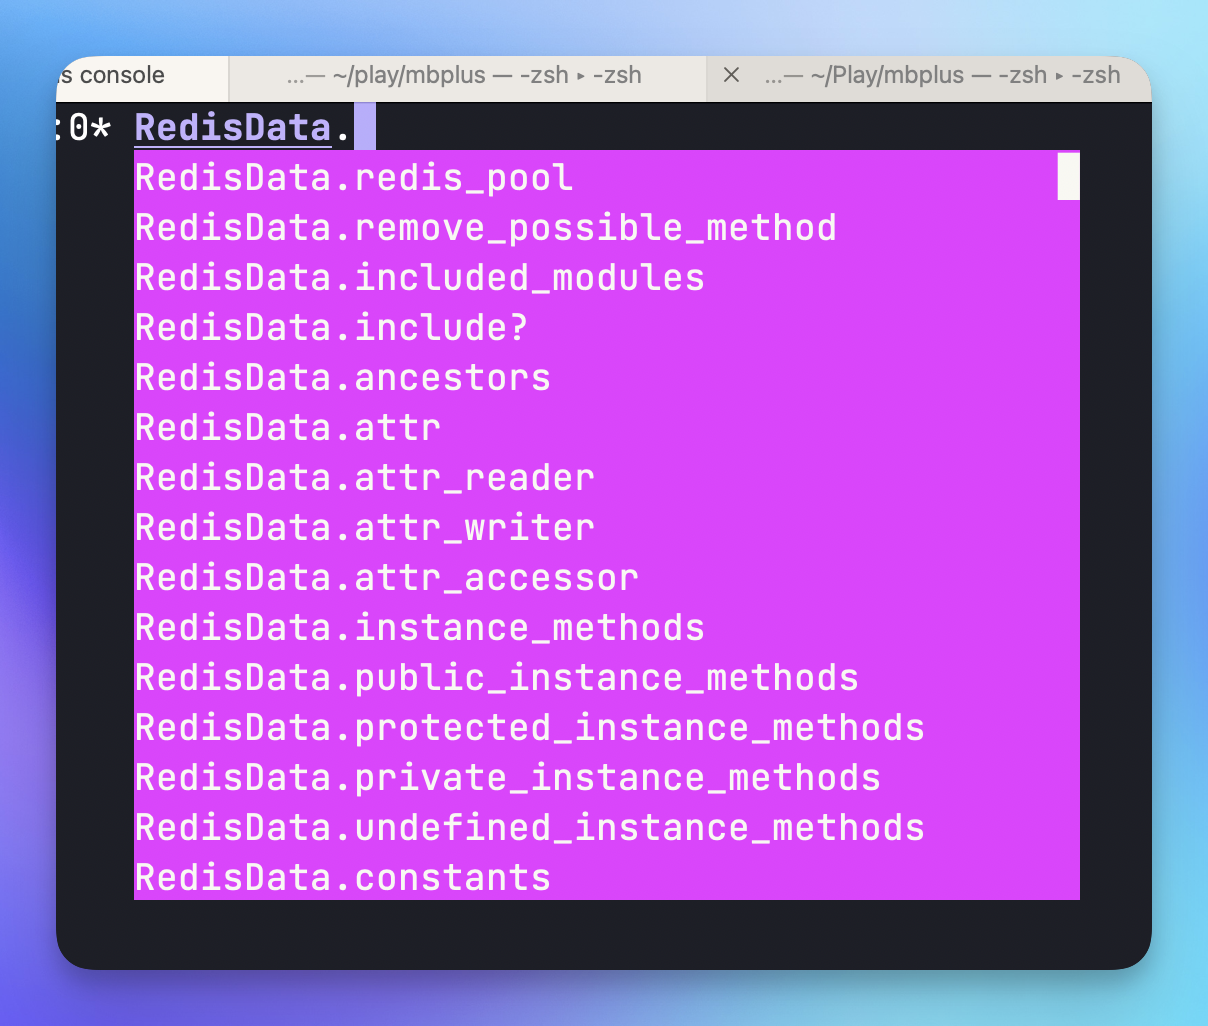 s console
...— ~/play/mbplus — -zsh ▸ -zsh
...— ~/Play/mbplus — -zsh ▸ -zsh
:0* RedisData.
RedisData.redis_pool
RedisData.remove_possible_method
RedisData.included_modules
RedisData.include?
RedisData.ancestors
RedisData.attr
RedisData.attr_reader
RedisData.attr_writer
RedisData.attr_accessor
RedisData.instance_methods
RedisData.public_instance_methods
RedisData.protected_instance_methods
RedisData.private_instance_methods
RedisData.undefined_instance_methods
RedisData.constants